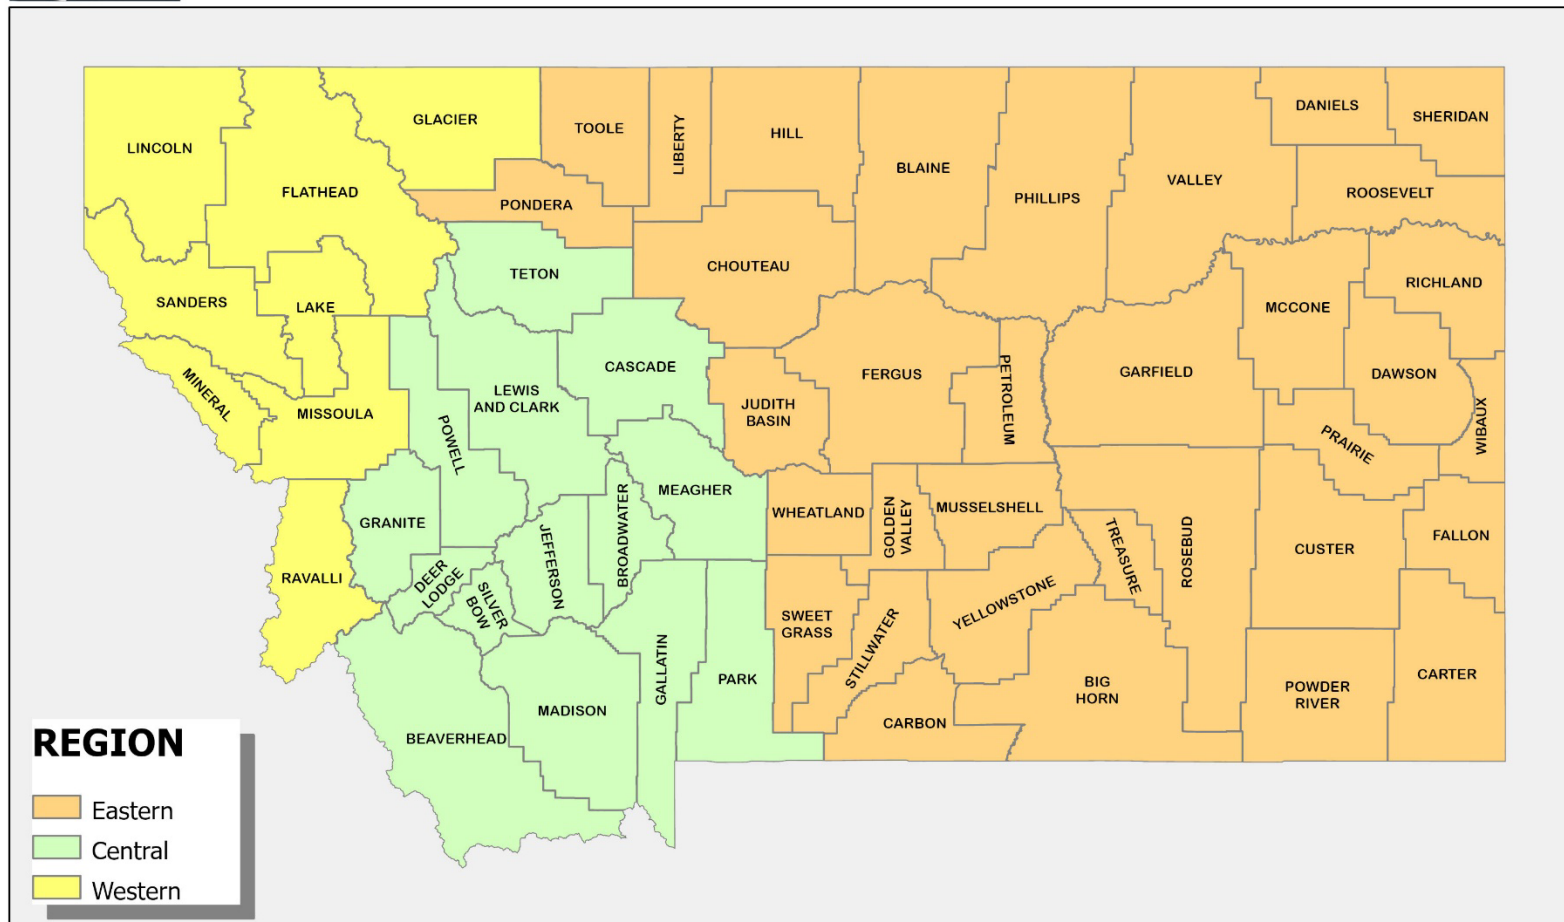 LINCOLN
FLATHEAD
GLACIER
TOOLE
LIBERTY
HILL
BLAINE
PHILLIPS
VALLEY
DANIELS
SHERIDAN
ROOSEVELT
PONDERA
TETON
CHOUTEAU
SANDERS
LAKE
MCCONE
RICHLAND
MINERAL
MISSOULA
POWELL
LEWIS
AND CLARK
CASCADE
JUDITH
BASIN
FERGUS
PETROLEUM
GARFIELD
DAWSON
WIBAUX
PRAIRIE
GRANITE
MEAGHER
BROADWATER
JEFFERSON
WHEATLAND
GOLDEN
VALLEY
MUSSELSHELL
TREASURE
ROSEBUD
CUSTER
FALLON
RAVALLI
DEER
LODGE
SILVER
BOW
GALLATIN
PARK
SWEET
GRASS
STILLWATER
YELLOWSTONE
BIG
HORN
POWDER
RIVER
CARTER
BEAVERHEAD
MADISON
CARBON
REGION
Eastern
Central
Western